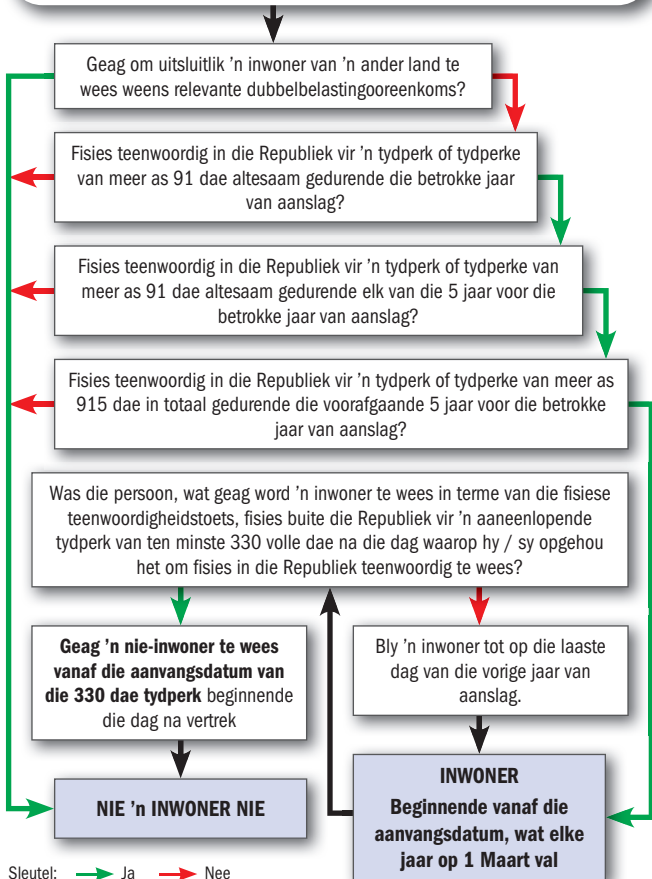 Geag om uitsluitlik ’n inwoner van ’n ander land te
wees weens relevante dubbelbelastingooreenkoms?
Fisies teenwoordig in die Republiek vir ’n tydperk of tydperke
van meer as 91 dae altesaam gedurende die betrokke jaar
van aanslag?
Fisies teenwoordig in die Republiek vir ’n tydperk of tydperke van
meer as 91 dae altesaam gedurende elk van die 5 jaar voor die
betrokke jaar van aanslag?
Fisies teenwoordig in die Republiek vir ’n tydperk of tydperke van meer as
915 dae in totaal gedurende die voorafgaande 5 jaar voor die betrokke
jaar van aanslag?
Was die persoon, wat geag word ’n inwoner te wees in terme van die fisiese
teenwoordigheidstoets, fisies buite die Republiek vir ’n aaneenlopende
tydperk van ten minste 330 volle dae na die dag waarop hy / sy opgehou
het om fisies in die Republiek teenwoordig te wees?
Geag ’n nie-inwoner te wees
vanaf die aanvangsdatum van
die 330 dae tydperk beginnende
die dag na vertrek
Bly ’n inwoner tot op die laaste
dag van die vorige jaar van
aanslag.
NIE ’n INWONER NIE
INWONER
Beginnende vanaf die
aanvangsdatum, wat elke
jaar op 1 Maart val
Sleutel: Ja Nee